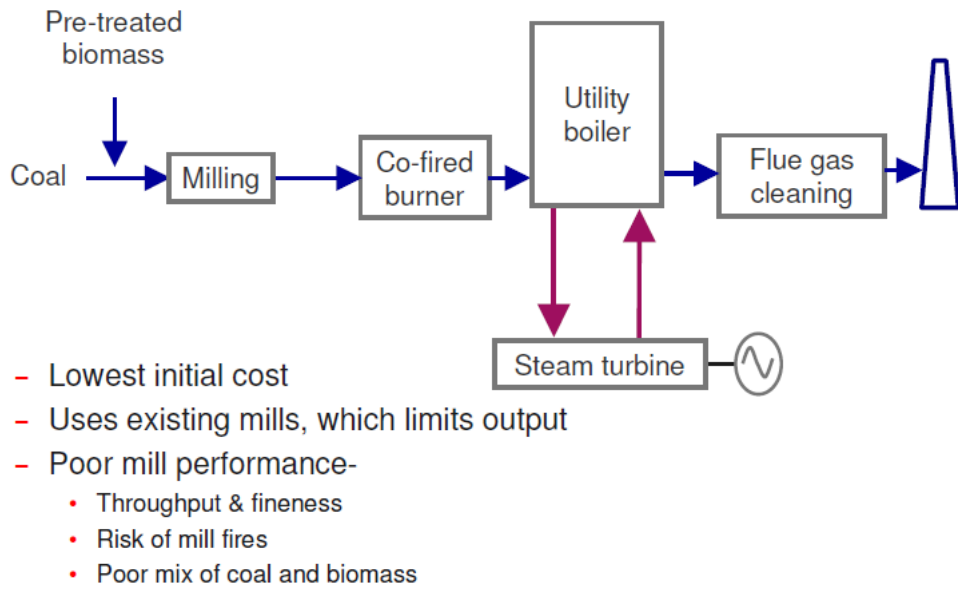 Pre-treated
biomass
Coal
Milling
Co-fired
burner
Utility
boiler
Flue gas
cleaning
Steam turbine
– Lowest initial cost
– Uses existing mills, which limits output
– Poor mill performance-
• Throughput & fineness
• Risk of mill fires
• Poor mix of coal and biomass